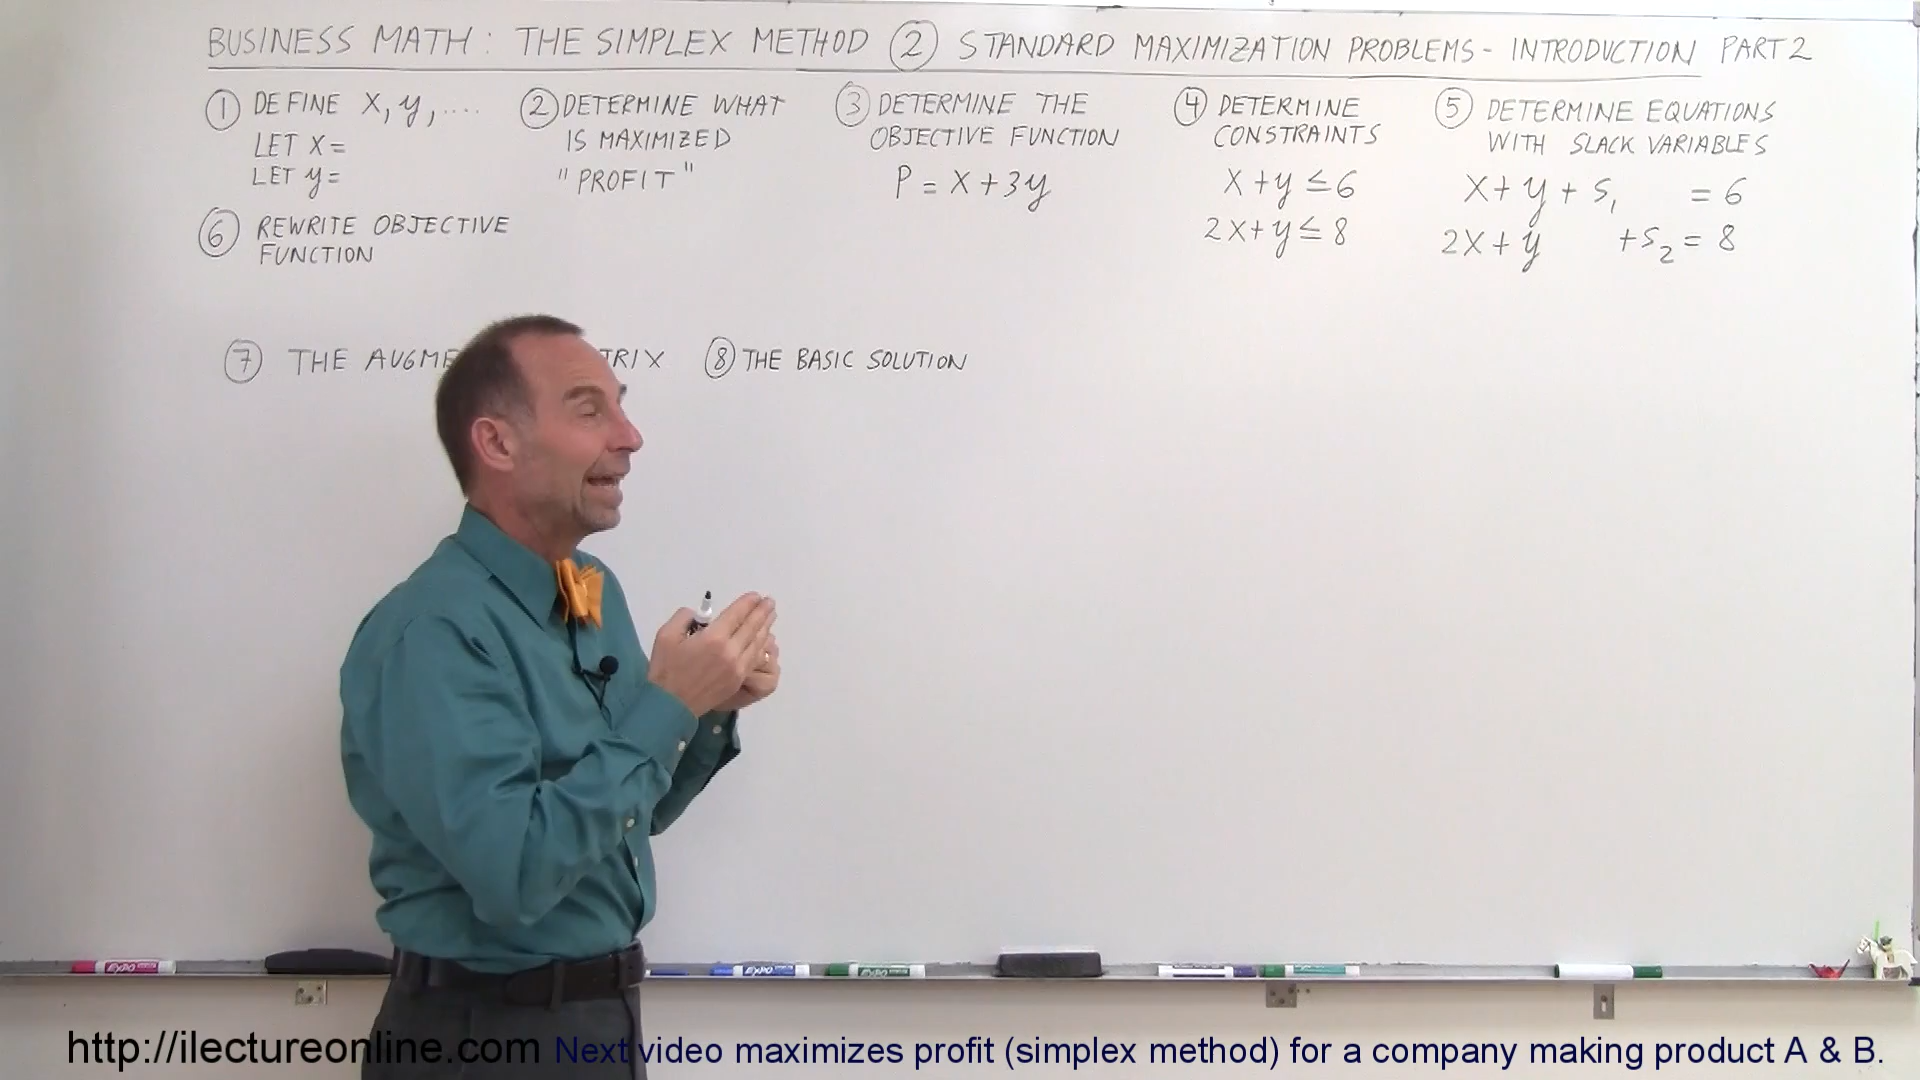 BUSINESS MATH: THE SIMPLEX METHOD ② STANDARD MAXIMIZATION PROBLEMS - INTRODUCTION PART 2
① DEFINE X, y, ....
LET X =
LET y =
② DETERMINE WHAT
IS MAXIMIZED
"PROFIT"
③ DETERMINE THE
OBJECTIVE FUNCTION
P = X + 3y
④ DETERMINE
CONSTRAINTS
X + y ≤ 6
2X + y ≤ 8
⑤ DETERMINE EQUATIONS
WITH SLACK VARIABLES
X + y + S₁ = 6
2X + y + S₂ = 8
⑥ REWRITE OBJECTIVE
FUNCTION
⑦ THE
⑧ THE BASIC SOLUTION
EXPO
EXPO
EXPO
http://ilectureonline.com Next video maximizes profit (simplex method) for a company making product A & B.